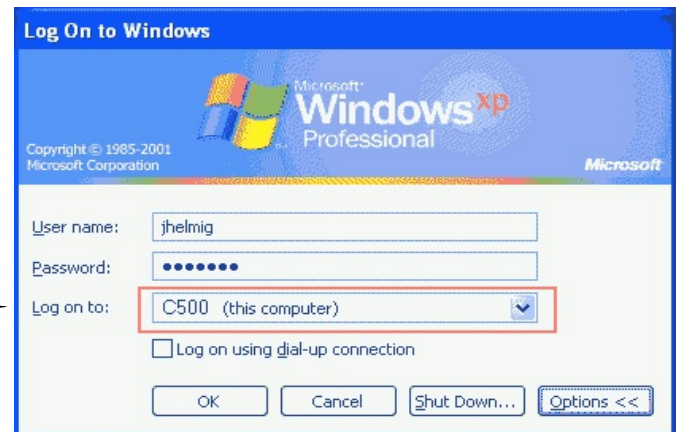 Log On to Windows
Microsoft
Windows xp
Professional
Copyright © 1985-2001
Microsoft Corporation
Microsoft
User name: jhelmig
Password: •••••••
Log on to: C500 (this computer)
Log on using dial-up connection
OK Cancel Shut Down... Options <<